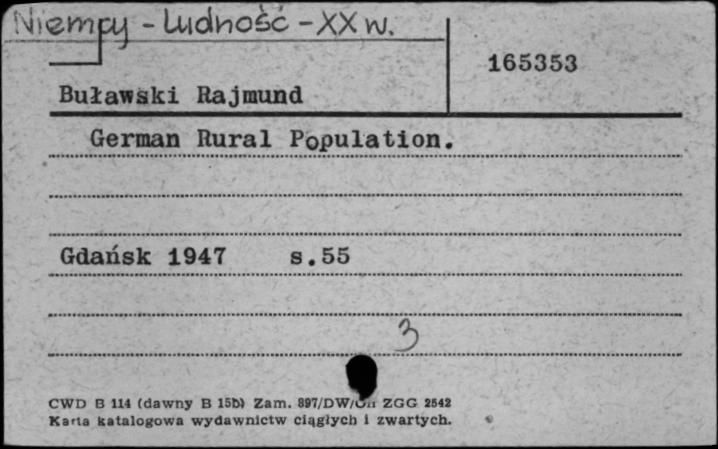 Niemcy - Ludność - XX w.
165353
Buławski Rajmund
German Rural Population.
Gdańsk 1947 s.55
3
CWD B 114 (dawny B 15b) Zam. 897/DW/ ZGG 2542
Karta katalogowa wydawnictw ciągłych i zwartych.